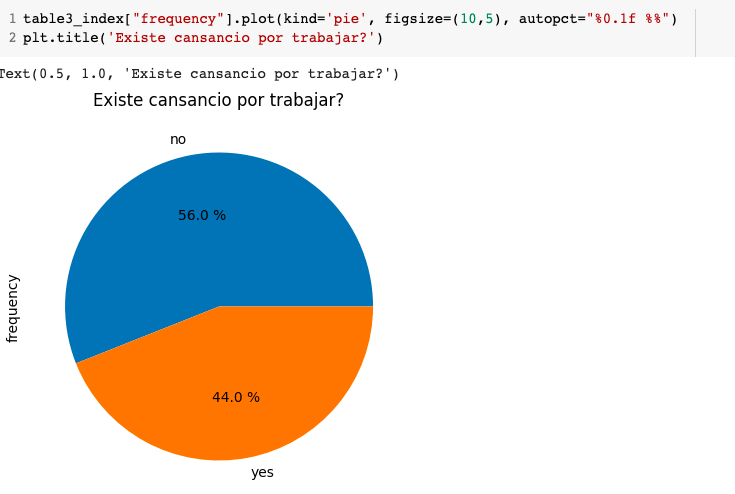 1 table3_index["frequency"].plot(kind='pie', figsize=(10,5), autopct="%0.1f %%")
2 plt.title('Existe cansancio por trabajar?')
Text(0.5, 1.0, 'Existe cansancio por trabajar?')
Existe cansancio por trabajar?
no
56.0 %
frequency
44.0 %
yes